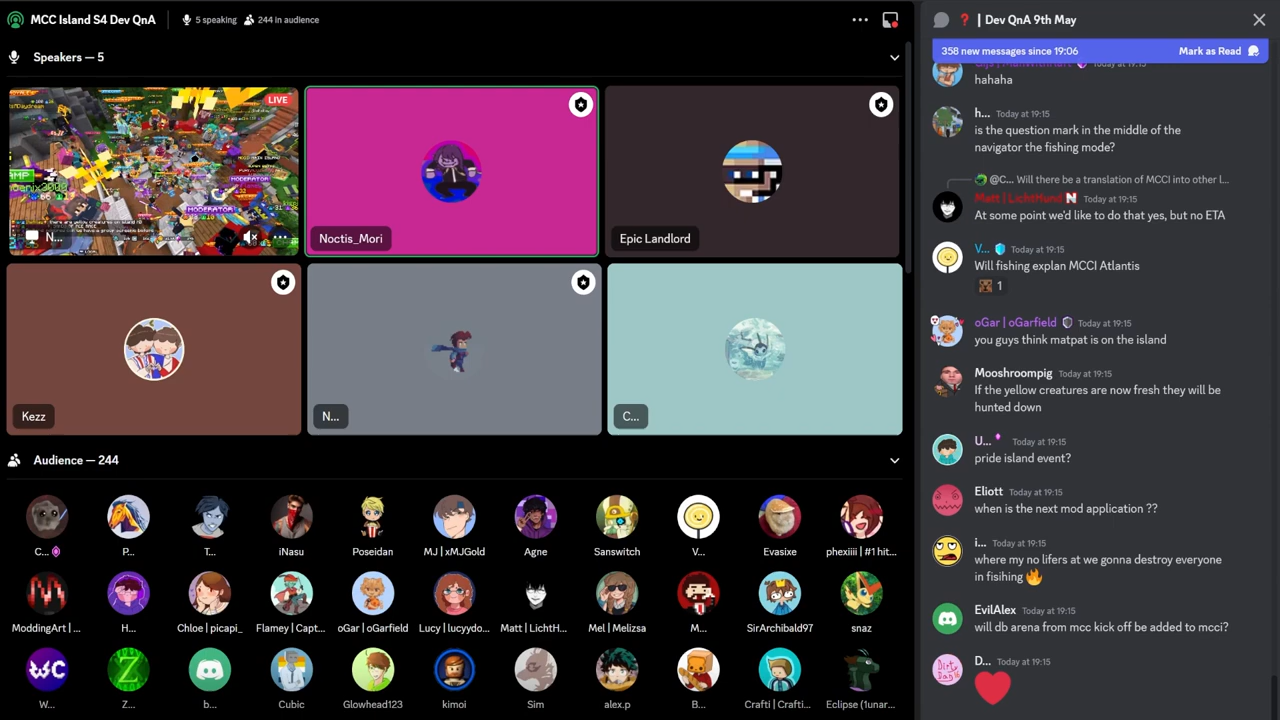 MCC Island S4 Dev QnA
5 speaking
244 in audience
Speakers — 5
LIVE
MODERATOR
MODERATOR
N...
Noctis_Mori
Epic Landlord
Kezz
N...
C...
Audience — 244
C...
P...
T...
iNasu
Poseidan
MJ | xMJGold
Agne
Sanswitch
V...
Evasixe
phexiiii | #1 hit...
ModdingArt | ...
H...
Chloe | picapi_
Flamey | Capt...
oGar | oGarfield
Lucy | lucyydo...
Matt | LichtH...
Mel | Melizsa
M...
SirArchibald97
snaz
W...
Z...
b...
Cubic
Glowhead123
kimoi
Sim
alex.p
B...
Crafti | Crafti...
Eclipse (1unar...
❓ | Dev QnA 9th May
358 new messages since 19:06
Mark as Read
hahaha
h... Today at 19:15
is the question mark in the middle of the
navigator the fishing mode?
@C... Will there be a translation of MCCI into other l...
Matt | LichtHund Today at 19:15
At some point we'd like to do that yes, but no ETA
V... Today at 19:15
Will fishing explan MCCI Atlantis
1
oGar | oGarfield Today at 19:15
you guys think matpat is on the island
Mooshroompig Today at 19:15
If the yellow creatures are now fresh they will be
hunted down
U... Today at 19:15
pride island event?
Eliott Today at 19:15
when is the next mod application ??
i... Today at 19:15
where my no lifers at we gonna destroy everyone
in fisihing 🔥
EvilAlex Today at 19:15
will db arena from mcc kick off be added to mcci?
D... Today at 19:15